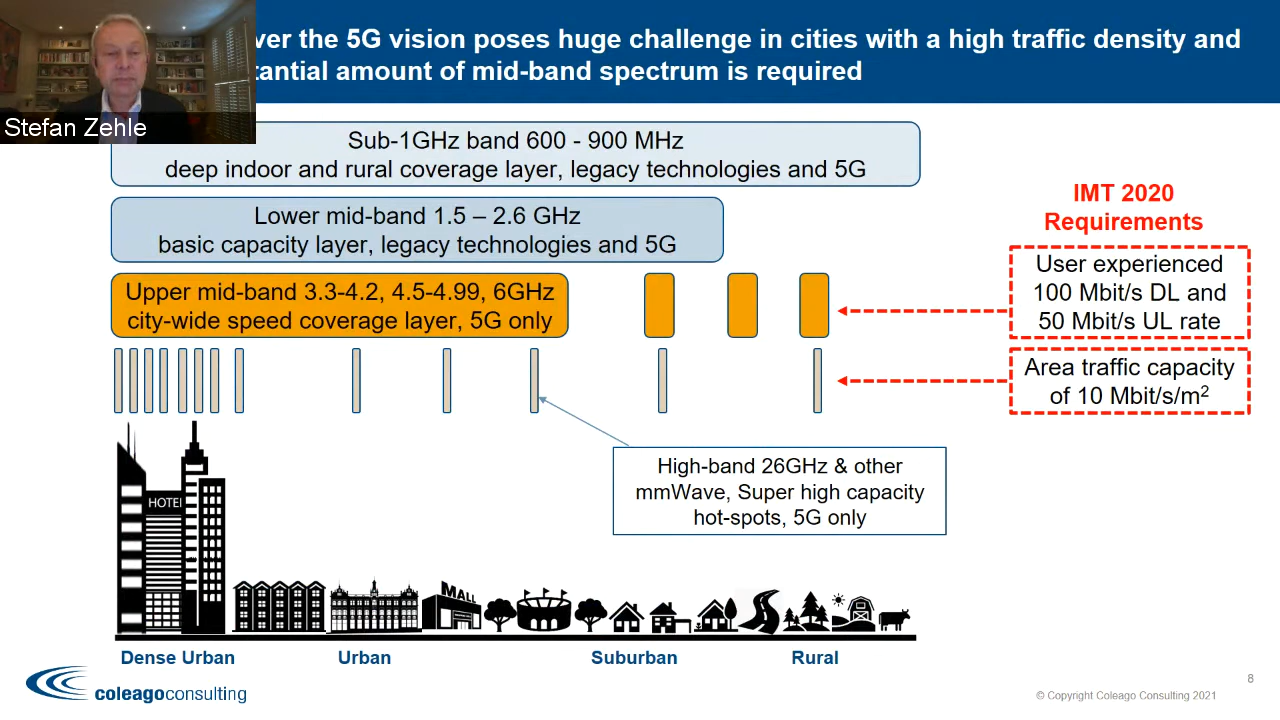 ver the 5G vision poses huge challenge in cities with a high traffic density and
tantial amount of mid-band spectrum is required
Stefan Zehle
Sub-1GHz band 600 - 900 MHz
deep indoor and rural coverage layer, legacy technologies and 5G
Lower mid-band 1.5 – 2.6 GHz
basic capacity layer, legacy technologies and 5G
Upper mid-band 3.3-4.2, 4.5-4.99, 6GHz
city-wide speed coverage layer, 5G only
IMT 2020
Requirements
User experienced
100 Mbit/s DL and
50 Mbit/s UL rate
Area traffic capacity
of 10 Mbit/s/m²
High-band 26GHz & other
mmWave, Super high capacity
hot-spots, 5G only
HOTEL
MALL
Dense Urban
Urban
Suburban
Rural
coleagoconsulting
8
© Copyright Coleago Consulting 2021